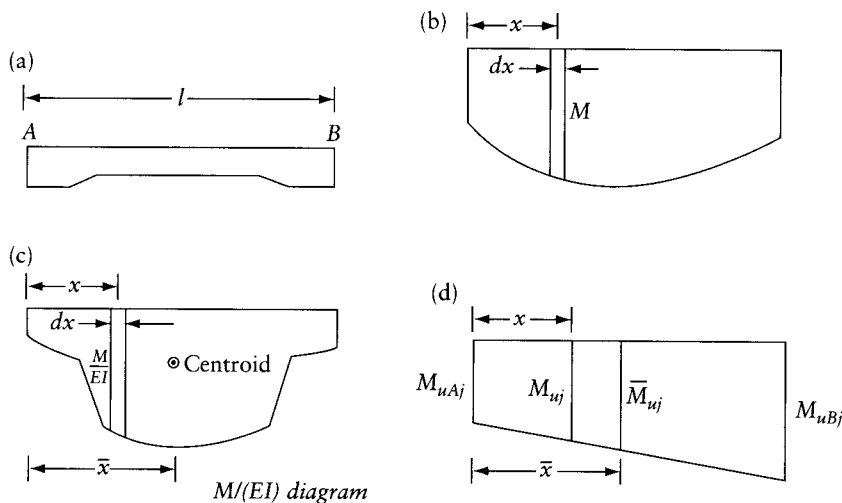 (a)
l
A
B
(b)
x
dx
M
(c)
x
dx
M
EI
Centroid
x̄
M/(EI) diagram
(d)
x
M_uAj
M_uj
M̄_uj
M_uBj
x̄